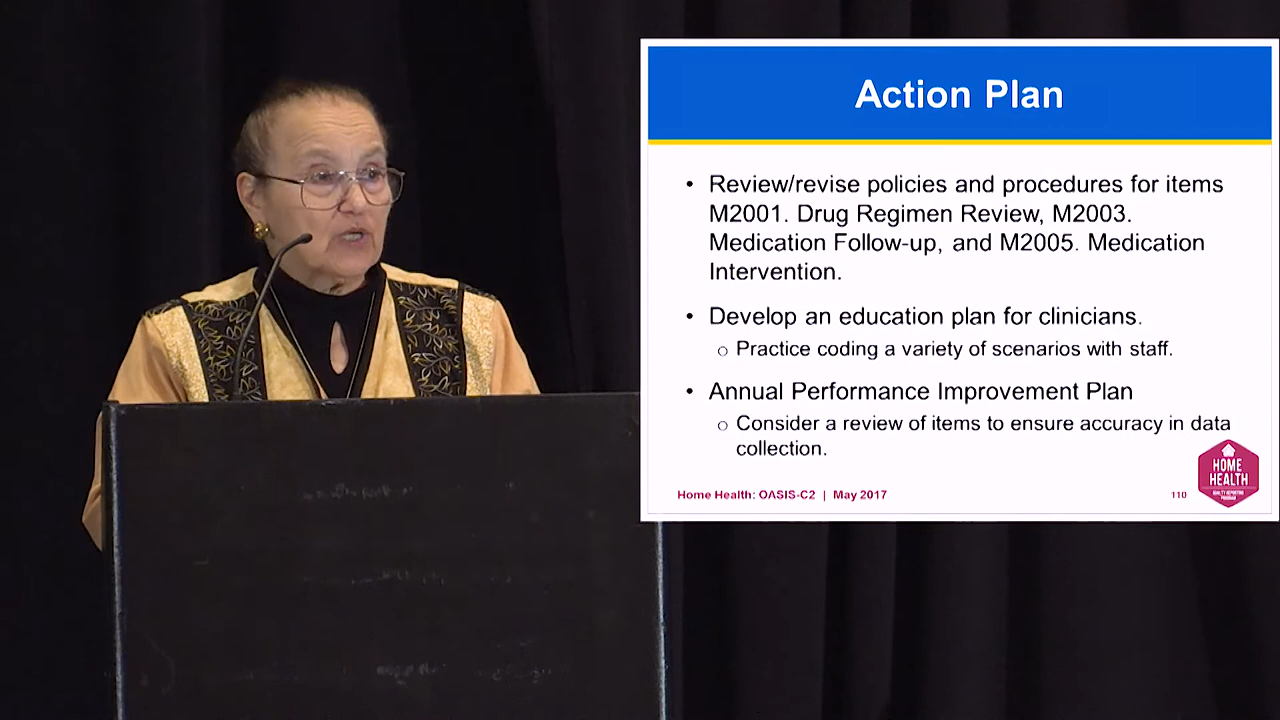 Action Plan
• Review/revise policies and procedures for items
M2001. Drug Regimen Review, M2003.
Medication Follow-up, and M2005. Medication
Intervention.
• Develop an education plan for clinicians.
o Practice coding a variety of scenarios with staff.
• Annual Performance Improvement Plan
o Consider a review of items to ensure accuracy in data
collection.
HOME
HEALTH
QUALITY REPORTING
PROGRAM
Home Health: OASIS-C2 | May 2017
110